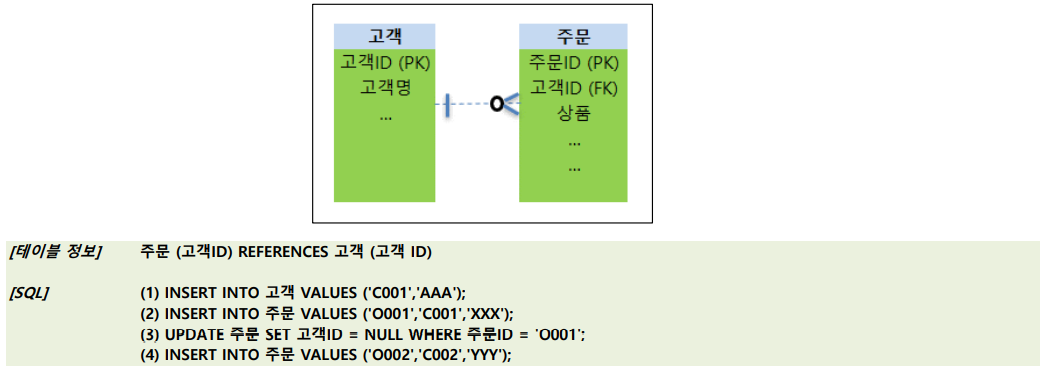 고객
고객ID (PK)
고객명
...
주문
주문ID (PK)
고객ID (FK)
상품
...
...
[테이블 정보] 주문 (고객ID) REFERENCES 고객 (고객 ID)
[SQL] (1) INSERT INTO 고객 VALUES ('C001','AAA');
(2) INSERT INTO 주문 VALUES ('O001','C001','XXX');
(3) UPDATE 주문 SET 고객ID = NULL WHERE 주문ID = 'O001';
(4) INSERT INTO 주문 VALUES ('O002','C002','YYY');